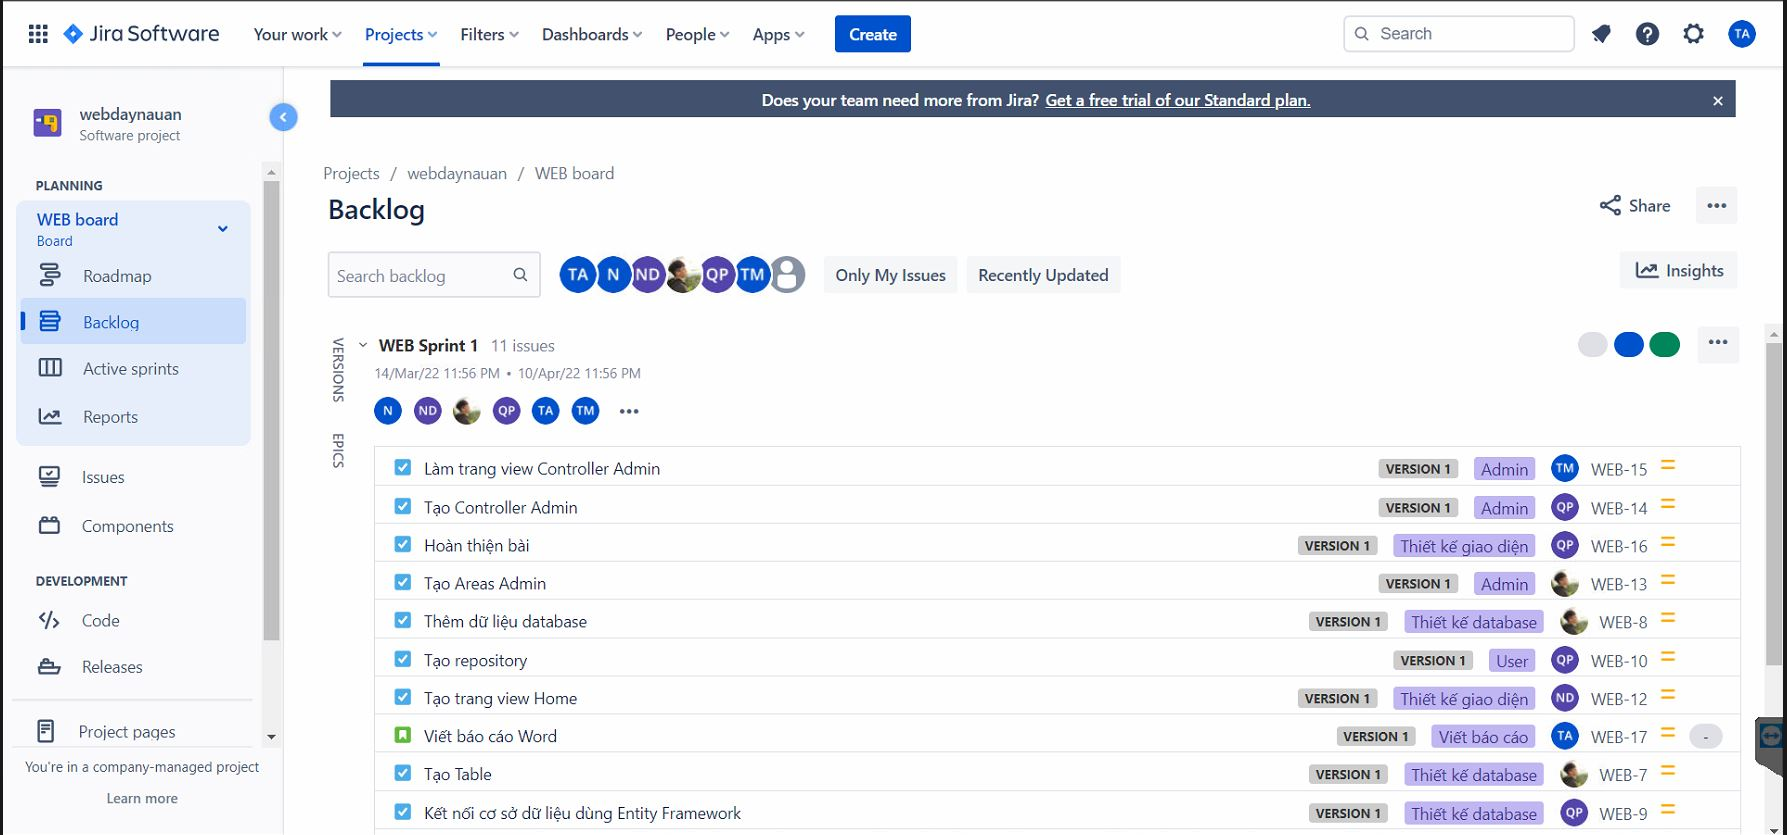 Jira Software Your work Projects Filters Dashboards People Apps Create Search TA
webdaynauan
Software project
PLANNING
WEB board
Board
Roadmap
Backlog
Active sprints
Reports
Issues
Components
DEVELOPMENT
Code
Releases
Project pages
You're in a company-managed project
Learn more
Does your team need more from Jira? Get a free trial of our Standard plan.
Projects / webdaynauan / WEB board
Backlog
Share
Search backlog TA N ND QP TM Only My Issues Recently Updated Insights
VERSIONS
EPICS
WEB Sprint 1 11 issues
14/Mar/22 11:56 PM • 10/Apr/22 11:56 PM
N ND QP TA TM
Làm trang view Controller Admin VERSION 1 Admin TM WEB-15
Tạo Controller Admin VERSION 1 Admin QP WEB-14
Hoàn thiện bài VERSION 1 Thiết kế giao diện QP WEB-16
Tạo Areas Admin VERSION 1 Admin WEB-13
Thêm dữ liệu database VERSION 1 Thiết kế database WEB-8
Tạo repository VERSION 1 User QP WEB-10
Tạo trang view Home VERSION 1 Thiết kế giao diện ND WEB-12
Viết báo cáo Word VERSION 1 Viết báo cáo TA WEB-17 -
Tạo Table VERSION 1 Thiết kế database WEB-7
Kết nối cơ sở dữ liệu dùng Entity Framework VERSION 1 Thiết kế database QP WEB-9